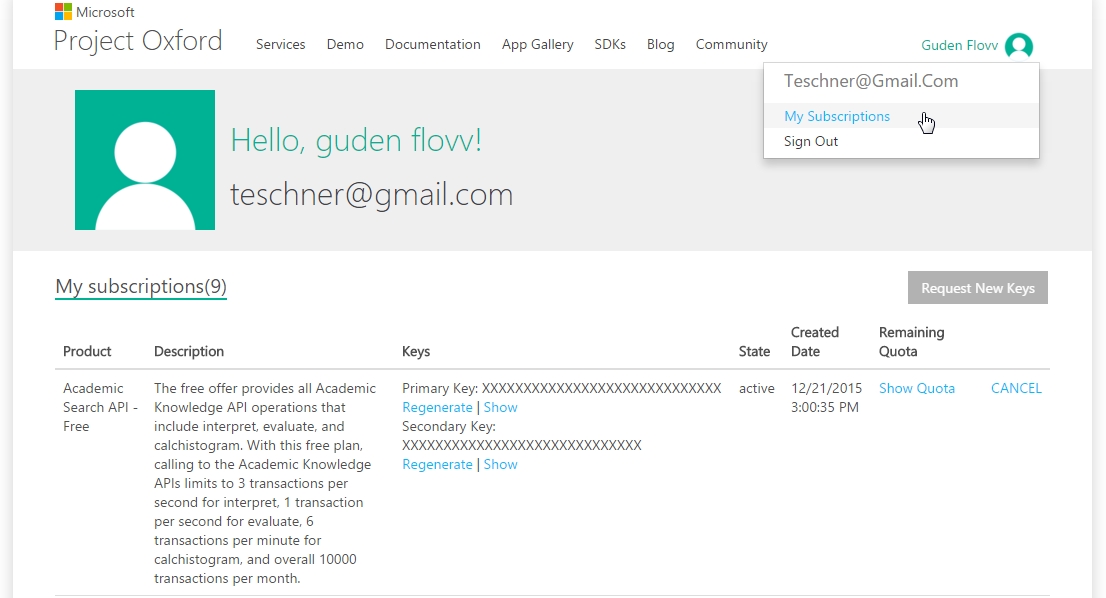 Microsoft
Project Oxford
Services Demo Documentation App Gallery SDKs Blog Community
Guden Flovv
Teschner@Gmail.Com
My Subscriptions
Sign Out
Hello, guden flovv!
teschner@gmail.com
My subscriptions(9)
Request New Keys
Product Description Keys State Created Date Remaining Quota
Academic
Search API -
Free
The free offer provides all Academic
Knowledge API operations that
include interpret, evaluate, and
calchistogram. With this free plan,
calling to the Academic Knowledge
APIs limits to 3 transactions per
second for interpret, 1 transaction
per second for evaluate, 6
transactions per minute for
calchistogram, and overall 10000
transactions per month.
Primary Key: XXXXXXXXXXXXXXXXXXXXXXXXXXXXX
Regenerate | Show
Secondary Key:
XXXXXXXXXXXXXXXXXXXXXXXXXXXXX
Regenerate | Show
active
12/21/2015
3:00:35 PM
Show Quota
CANCEL